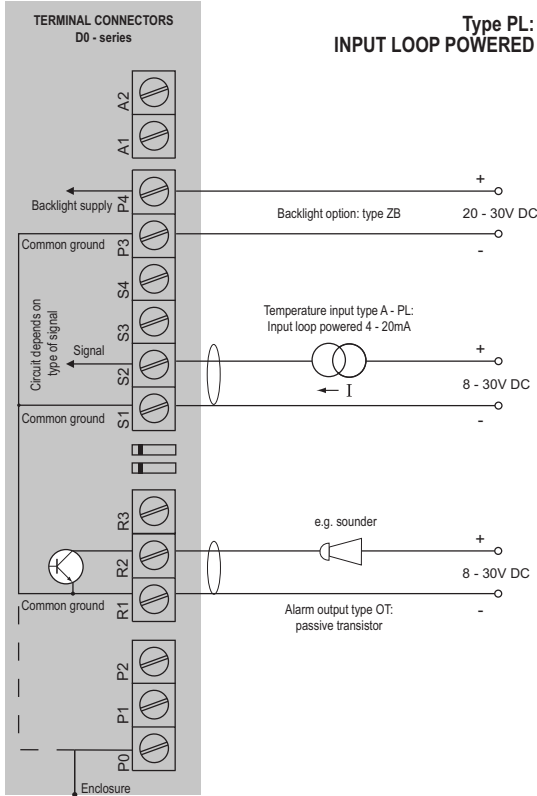 TERMINAL CONNECTORS
D0 - series
Type PL:
INPUT LOOP POWERED
A2
A1
P4
Backlight supply
Backlight option: type ZB
+
20 - 30V DC
-
P3
Common ground
S4
S3
Circuit depends on
type of signal
Temperature input type A - PL:
Input loop powered 4 - 20mA
S2
Signal
I
+
8 - 30V DC
-
S1
Common ground
R3
e.g. sounder
R2
+
8 - 30V DC
-
R1
Common ground
Alarm output type OT:
passive transistor
P2
P1
P0
Enclosure